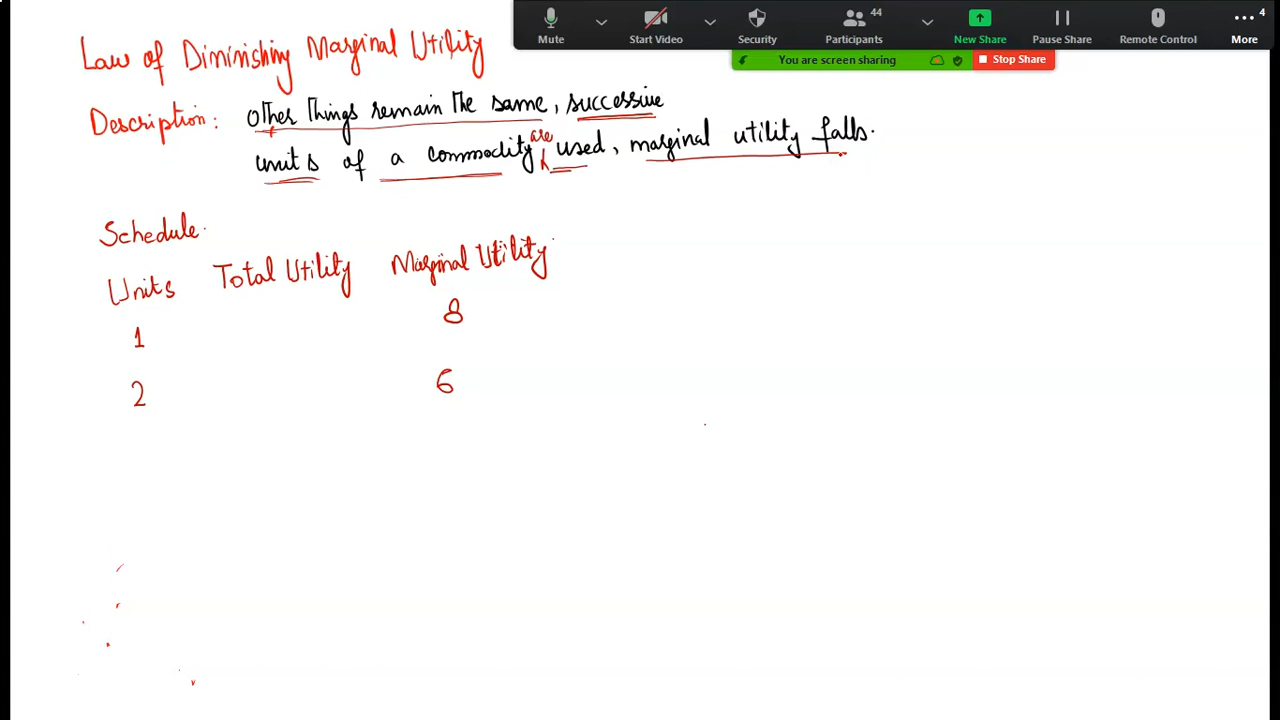 44
4
Mute
Start Video
Security
Participants
New Share
Pause Share
Remote Control
More
You are screen sharing
Stop Share
Law of Diminishing Marginal Utility
Description: Other things remain the same, successive
units of a commodity are used, marginal utility falls.
Schedule.
Units Total Utility Marginal Utility
1 8
2 6